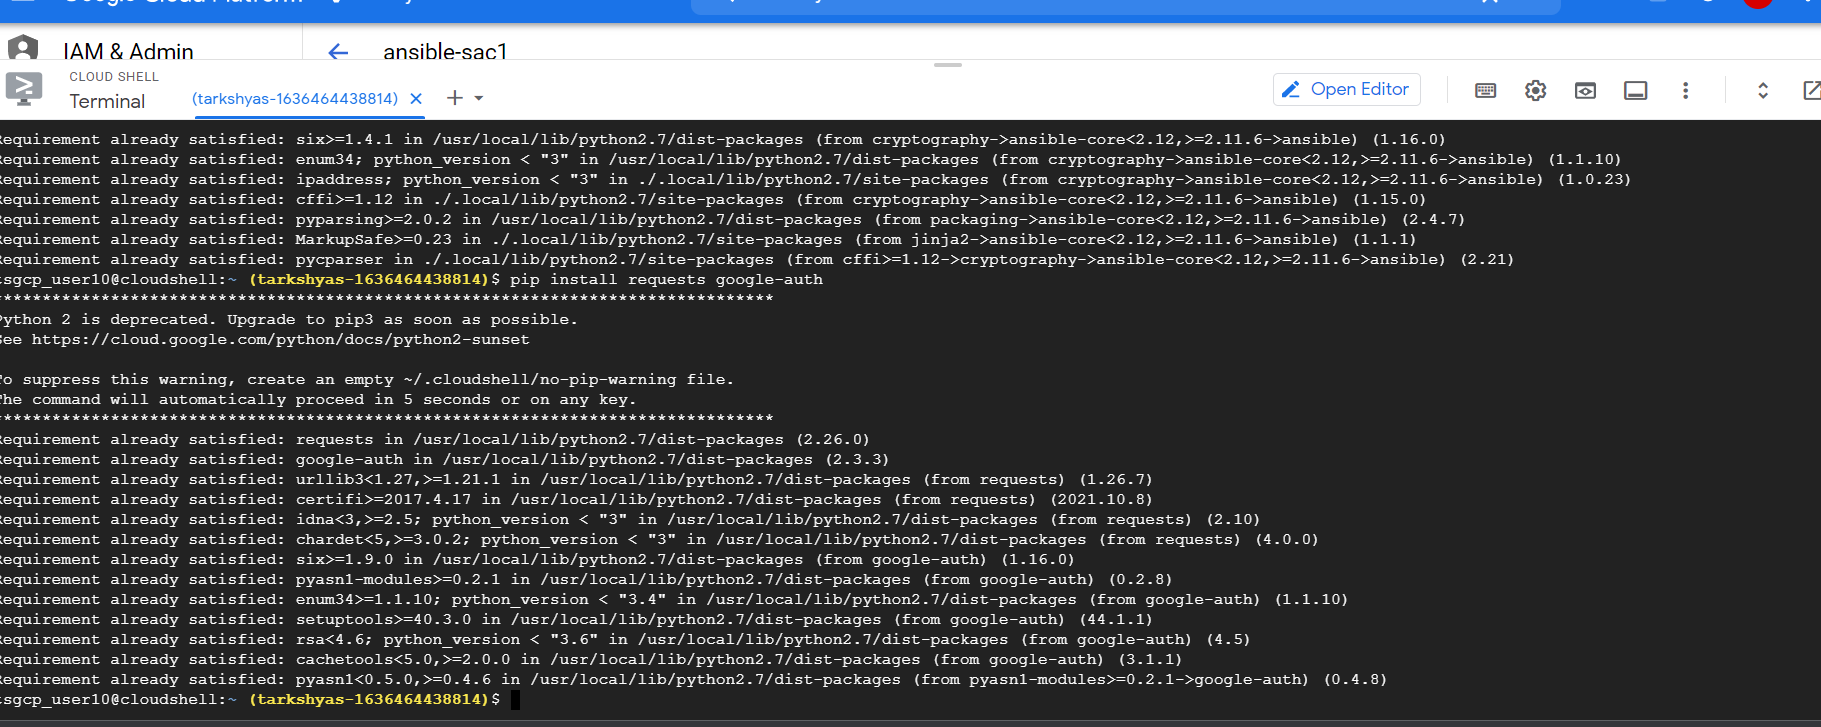 IAM & Admin
ansible-sac1
CLOUD SHELL
Terminal
(tarkshyas-1636464438814)
Open Editor
Requirement already satisfied: six>=1.4.1 in /usr/local/lib/python2.7/dist-packages (from cryptography->ansible-core<2.12,>=2.11.6->ansible) (1.16.0)
Requirement already satisfied: enum34; python_version < "3" in /usr/local/lib/python2.7/dist-packages (from cryptography->ansible-core<2.12,>=2.11.6->ansible) (1.1.10)
Requirement already satisfied: ipaddress; python_version < "3" in ./.local/lib/python2.7/site-packages (from cryptography->ansible-core<2.12,>=2.11.6->ansible) (1.0.23)
Requirement already satisfied: cffi>=1.12 in ./.local/lib/python2.7/site-packages (from cryptography->ansible-core<2.12,>=2.11.6->ansible) (1.15.0)
Requirement already satisfied: pyparsing>=2.0.2 in /usr/local/lib/python2.7/dist-packages (from packaging->ansible-core<2.12,>=2.11.6->ansible) (2.4.7)
Requirement already satisfied: MarkupSafe>=0.23 in ./.local/lib/python2.7/site-packages (from jinja2->ansible-core<2.12,>=2.11.6->ansible) (1.1.1)
Requirement already satisfied: pycparser in ./.local/lib/python2.7/site-packages (from cffi>=1.12->cryptography->ansible-core<2.12,>=2.11.6->ansible) (2.21)
tsgcp_user10@cloudshell:~ (tarkshyas-1636464438814)$ pip install requests google-auth
********************************************************************************
Python 2 is deprecated. Upgrade to pip3 as soon as possible.
See https://cloud.google.com/python/docs/python2-sunset
To suppress this warning, create an empty ~/.cloudshell/no-pip-warning file.
The command will automatically proceed in 5 seconds or on any key.
********************************************************************************
Requirement already satisfied: requests in /usr/local/lib/python2.7/dist-packages (2.26.0)
Requirement already satisfied: google-auth in /usr/local/lib/python2.7/dist-packages (2.3.3)
Requirement already satisfied: urllib3<1.27,>=1.21.1 in /usr/local/lib/python2.7/dist-packages (from requests) (1.26.7)
Requirement already satisfied: certifi>=2017.4.17 in /usr/local/lib/python2.7/dist-packages (from requests) (2021.10.8)
Requirement already satisfied: idna<3,>=2.5; python_version < "3" in /usr/local/lib/python2.7/dist-packages (from requests) (2.10)
Requirement already satisfied: chardet<5,>=3.0.2; python_version < "3" in /usr/local/lib/python2.7/dist-packages (from requests) (4.0.0)
Requirement already satisfied: six>=1.9.0 in /usr/local/lib/python2.7/dist-packages (from google-auth) (1.16.0)
Requirement already satisfied: pyasn1-modules>=0.2.1 in /usr/local/lib/python2.7/dist-packages (from google-auth) (0.2.8)
Requirement already satisfied: enum34>=1.1.10; python_version < "3.4" in /usr/local/lib/python2.7/dist-packages (from google-auth) (1.1.10)
Requirement already satisfied: setuptools>=40.3.0 in /usr/local/lib/python2.7/dist-packages (from google-auth) (44.1.1)
Requirement already satisfied: rsa<4.6; python_version < "3.6" in /usr/local/lib/python2.7/dist-packages (from google-auth) (4.5)
Requirement already satisfied: cachetools<5.0,>=2.0.0 in /usr/local/lib/python2.7/dist-packages (from google-auth) (3.1.1)
Requirement already satisfied: pyasn1<0.5.0,>=0.4.6 in /usr/local/lib/python2.7/dist-packages (from pyasn1-modules>=0.2.1->google-auth) (0.4.8)
tsgcp_user10@cloudshell:~ (tarkshyas-1636464438814)$